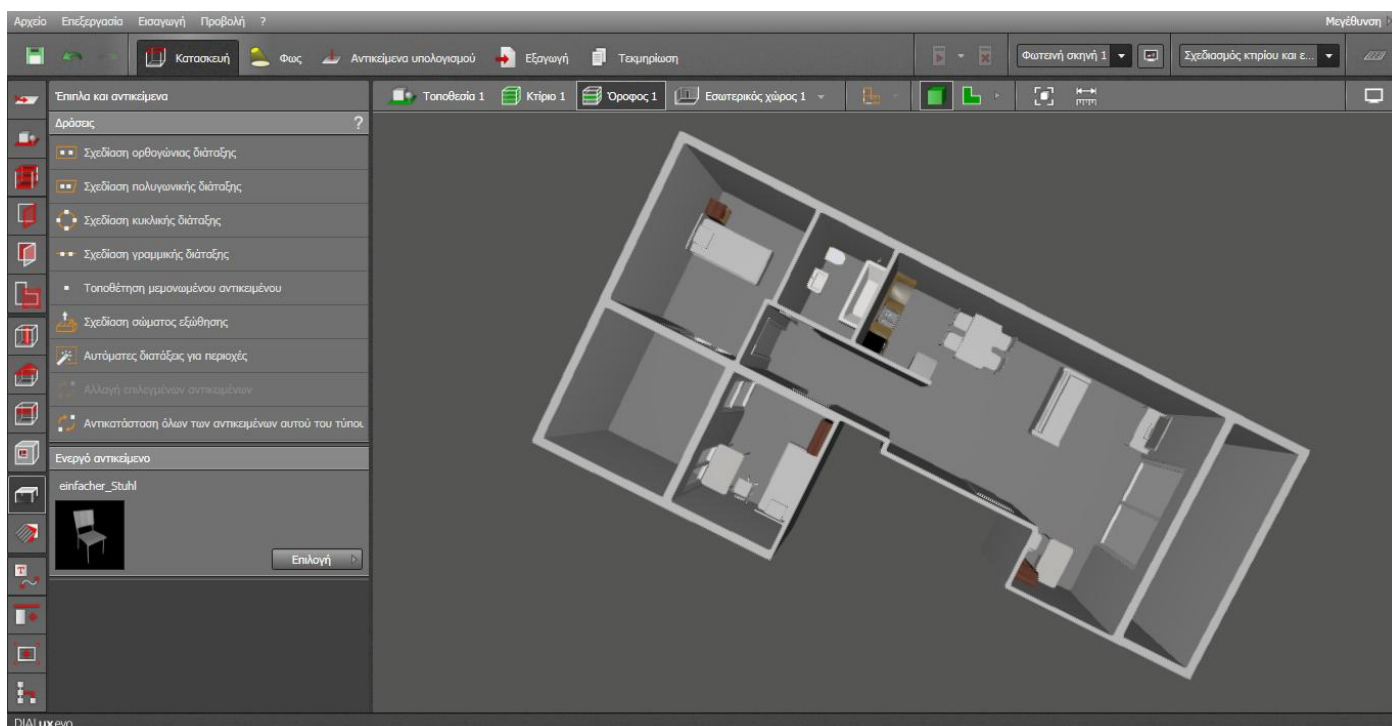 Αρχείο Επεξεργασία Εισαγωγή Προβολή ? Μεγέθυνση
Κατασκευή Φως Αντικείμενα υπολογισμού Εξαγωγή Τεκμηρίωση Φωτεινή σκηνή 1 Σχεδιασμός κτιρίου και ε...
Έπιπλα και αντικείμενα Τοποθεσία 1 Κτίριο 1 Όροφος 1 Εσωτερικός χώρος 1
Δράσεις ?
Σχεδίαση ορθογώνιας διάταξης
Σχεδίαση πολυγωνικής διάταξης
Σχεδίαση κυκλικής διάταξης
Σχεδίαση γραμμικής διάταξης
Τοποθέτηση μεμονωμένου αντικειμένου
Σχεδίαση σώματος εξώθησης
Αυτόματες διατάξεις για περιοχές
Αλλαγή επιλεγμένων αντικειμένων
Αντικατάσταση όλων των αντικειμένων αυτού του τύπου
Ενεργό αντικείμενο
einfacher_Stuhl
Επιλογή
DIALux evo